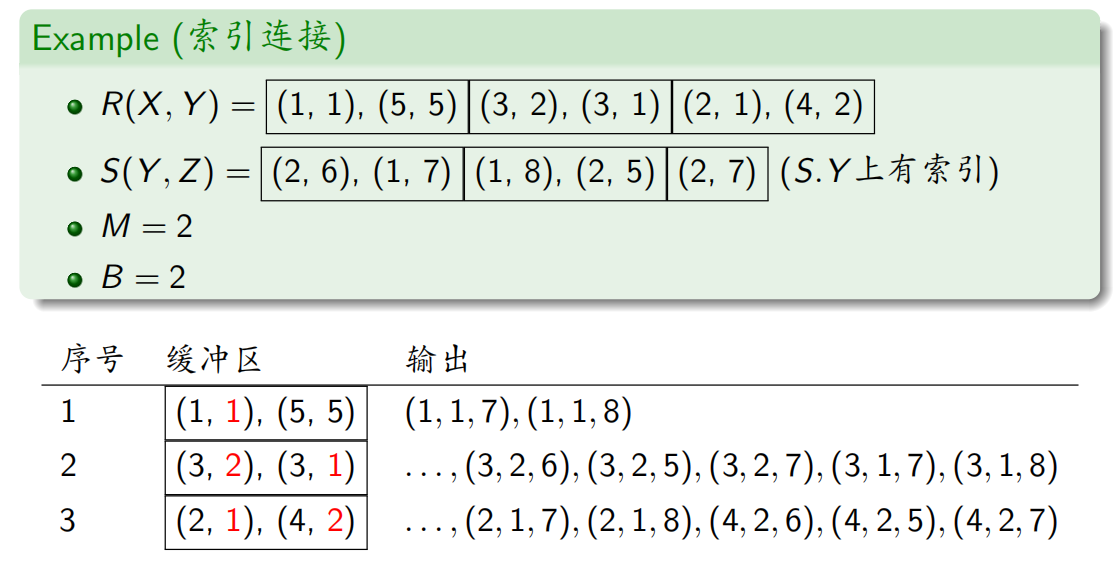 Example (索引连接)
R(X, Y) = (1, 1), (5, 5) (3, 2), (3, 1) (2, 1), (4, 2)
S(Y, Z) = (2, 6), (1, 7) (1, 8), (2, 5) (2, 7) (S.Y上有索引)
M = 2
B = 2
序号 缓冲区 输出
1 (1, 1), (5, 5) (1, 1, 7), (1, 1, 8)
2 (3, 2), (3, 1) ..., (3, 2, 6), (3, 2, 5), (3, 2, 7), (3, 1, 7), (3, 1, 8)
3 (2, 1), (4, 2) ..., (2, 1, 7), (2, 1, 8), (4, 2, 6), (4, 2, 5), (4, 2, 7)